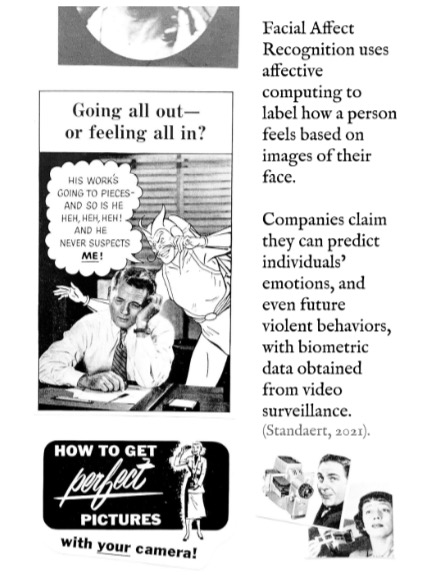 Going all out—
or feeling all in?
HIS WORK'S
GOING TO PIECES-
AND SO IS HE
HEH, HEH, HEH!
AND HE
NEVER SUSPECTS
ME!
HOW TO GET
perfect
PICTURES
with your camera!
Facial Affect
Recognition uses
affective
computing to
label how a person
feels based on
images of their
face.
Companies claim
they can predict
individuals'
emotions, and
even future
violent behaviors,
with biometric
data obtained
from video
surveillance.
(Standaert, 2021).